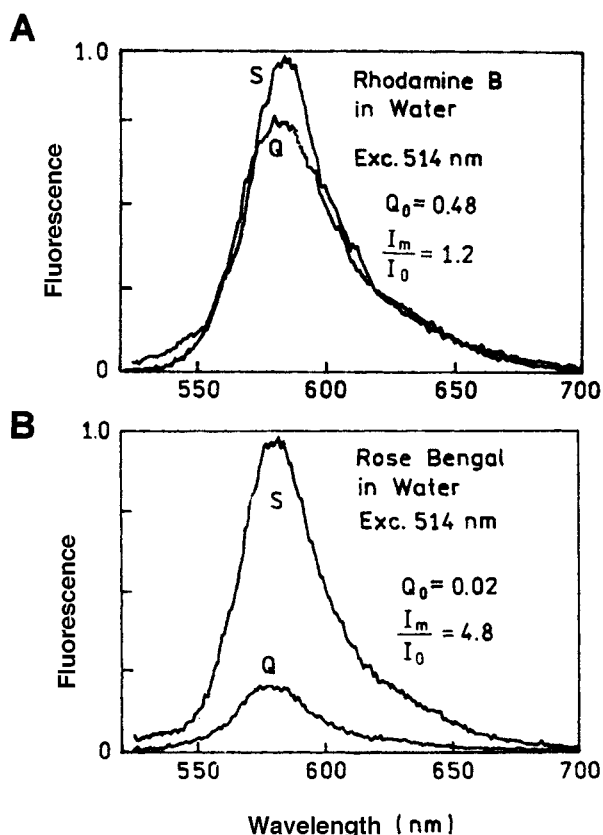 A
1.0
S
Q
Rhodamine B
in Water
Exc. 514 nm
Q₀ = 0.48
I_m/I₀ = 1.2
Fluorescence
0
550 600 650 700
B
1.0
S
Q
Rose Bengal
in Water
Exc. 514 nm
Q₀ = 0.02
I_m/I₀ = 4.8
Fluorescence
0
550 600 650 700
Wavelength (nm)